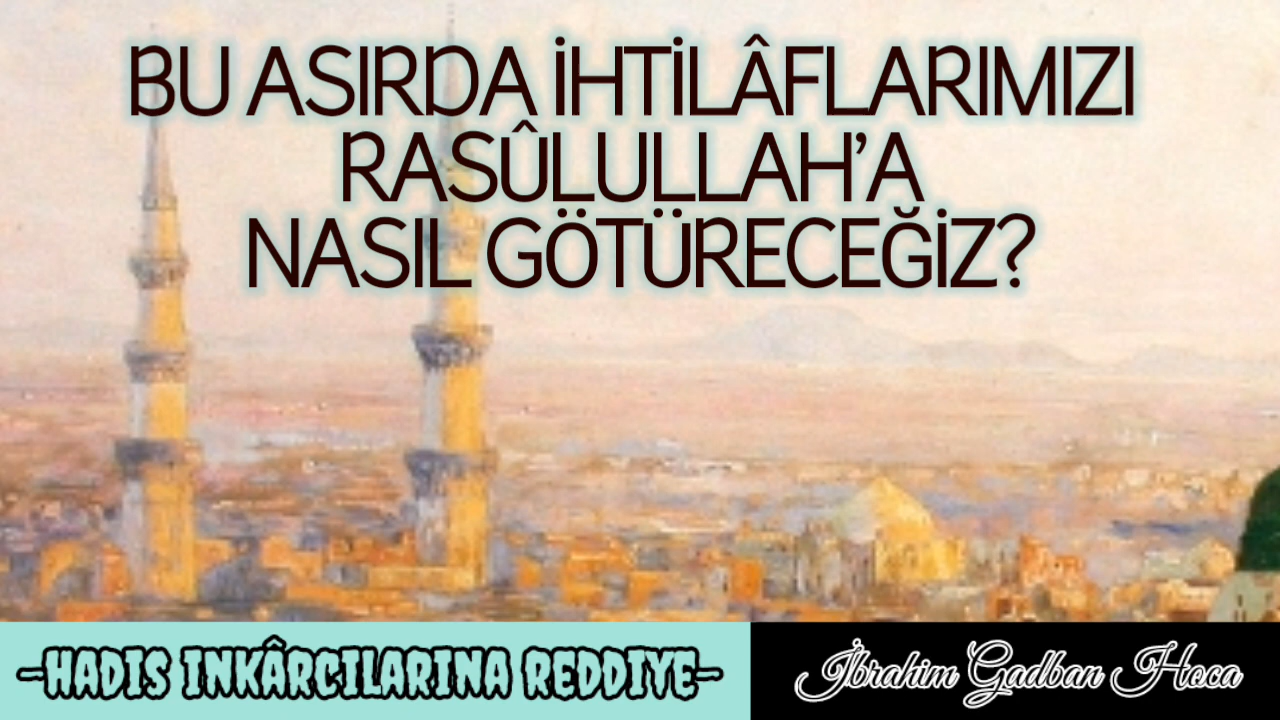 BU ASIRDA İHTİLÂFLARIMIZI
RASÛLULLAH'A
NASIL GÖTÜRECEĞİZ?
-HADIS INKÂRCILARINA REDDIYE-
İbrahim Gadban Hoca